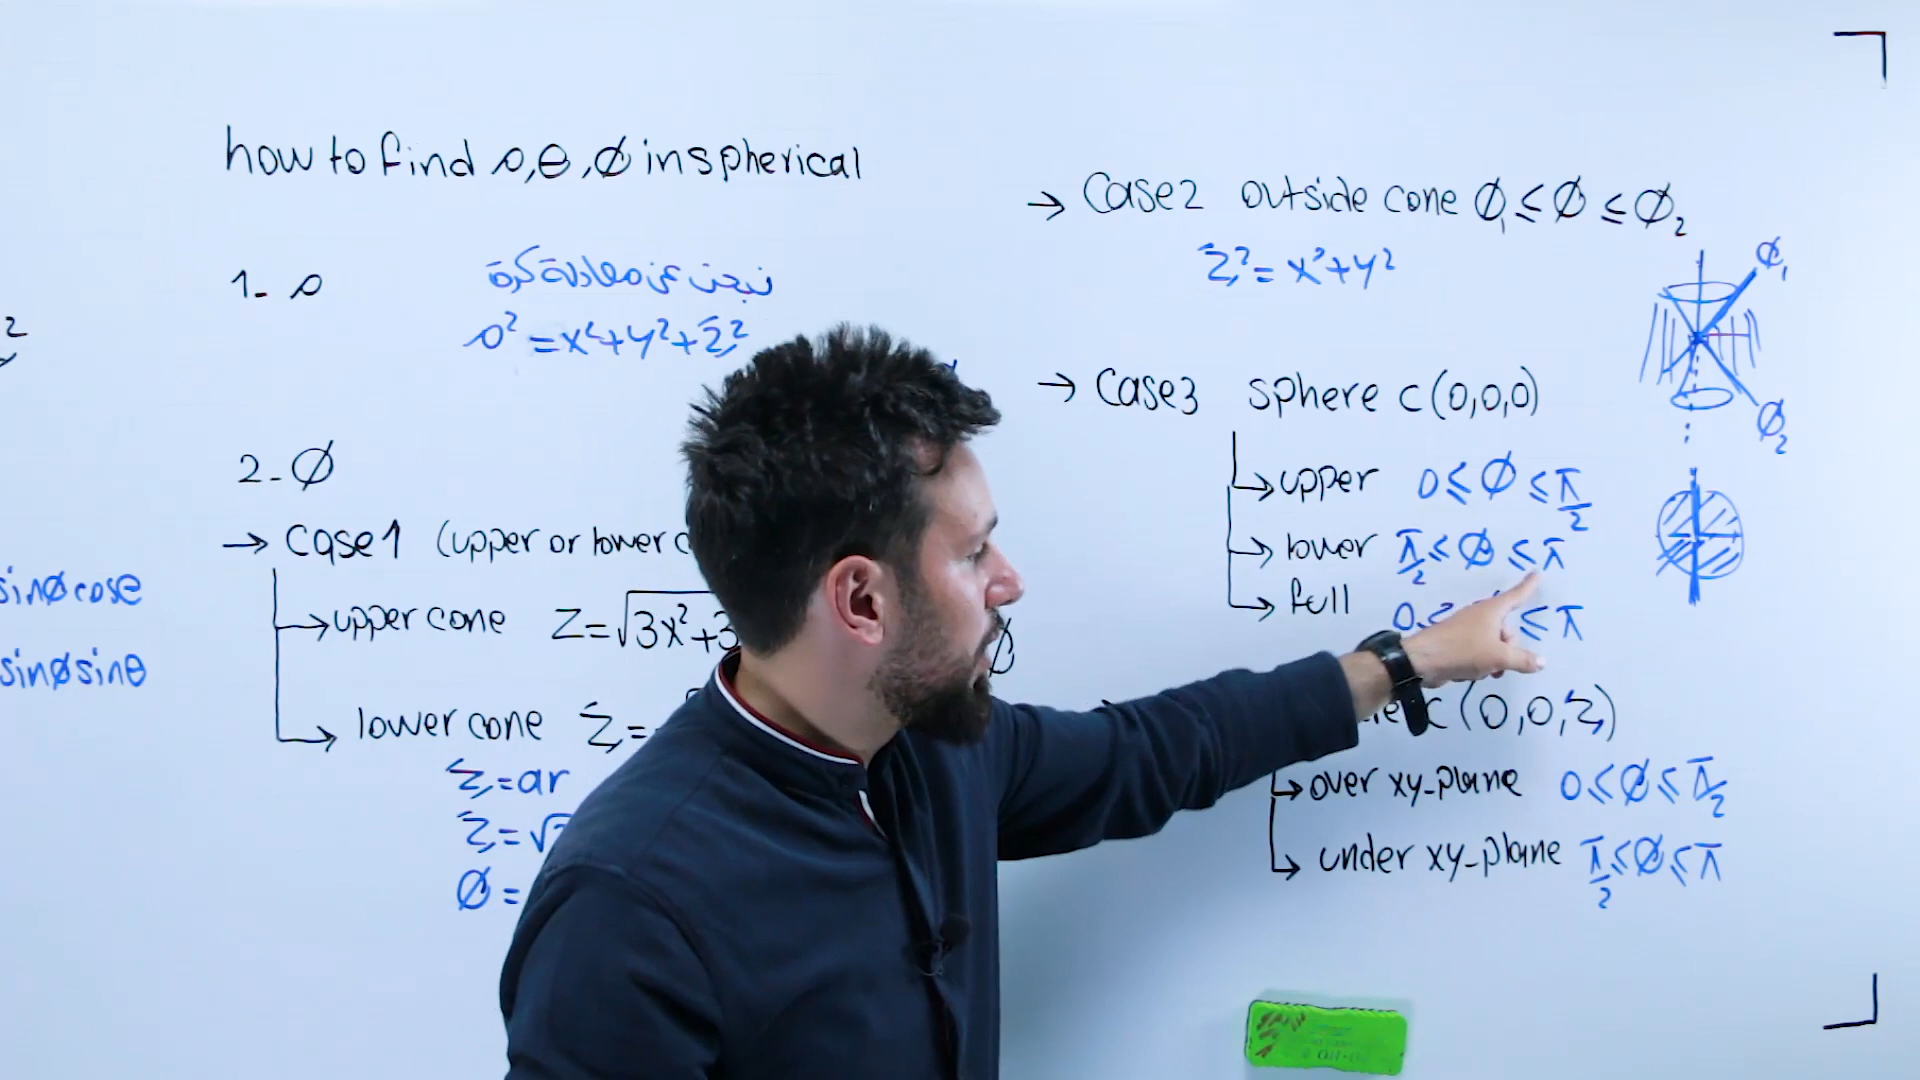 how to find ρ, θ, ∅ in spherical
1- ρ
نبحث عن معادلة كرة
ρ² = x²+y²+z²
2
2- ∅
→ Case1 (upper or lower
→ upper cone z=√3x²+3
∅
→ lower cone z=
z=ar
z=√
∅=
sin∅cosθ
sin∅sinθ
→ Case2 outside cone ∅₁ ≤ ∅ ≤ ∅₂
z² = x²+y²
∅₁
∅₂
→ Case3 sphere c(0,0,0)
→ upper 0 ≤ ∅ ≤ π/2
→ lower π/2 ≤ ∅ ≤ π
→ full 0 ≤ ≤ π
c(0,0,z)
→ over xy-plane 0 ≤ ∅ ≤ π/2
→ under xy-plane π/2 ≤ ∅ ≤ π